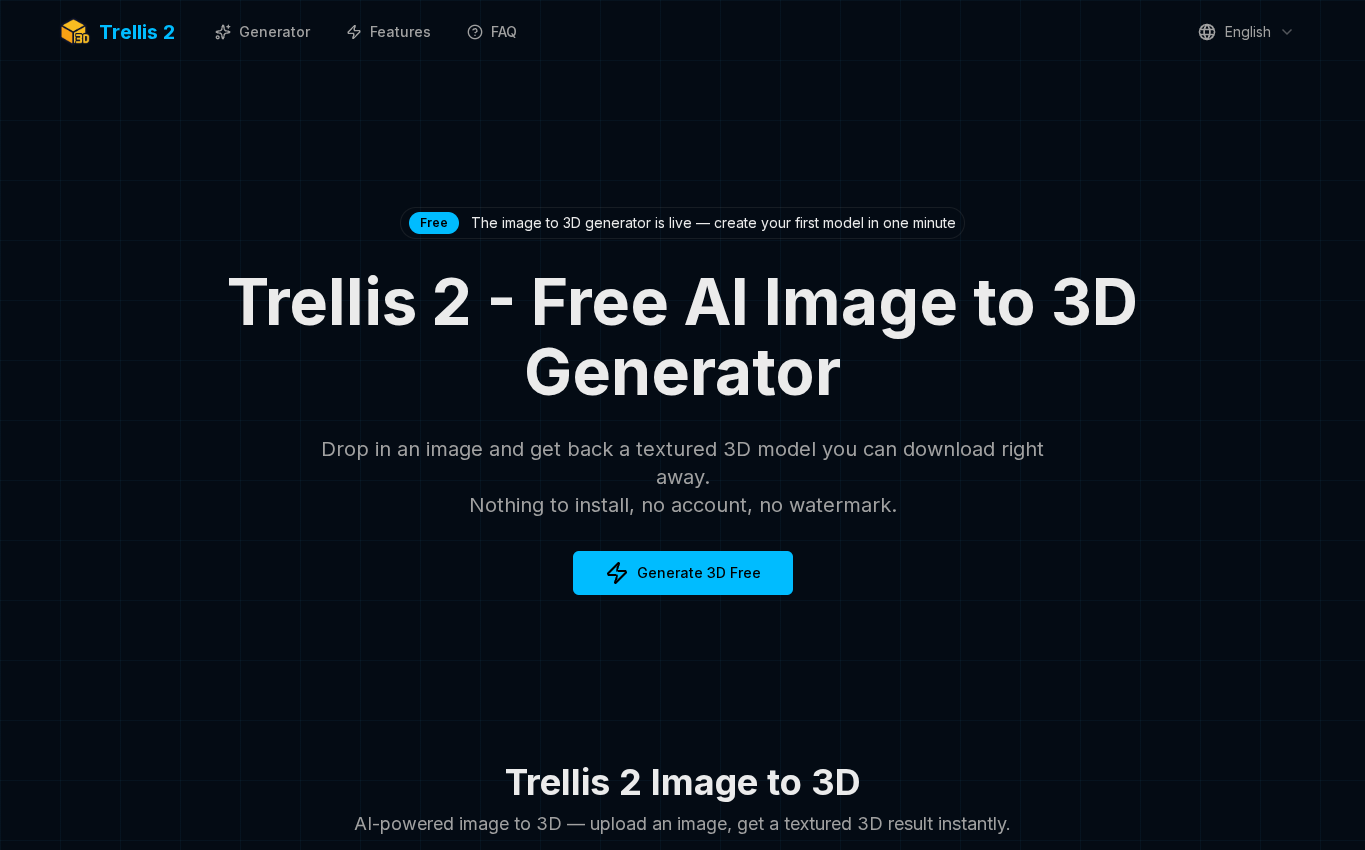 3D
Trellis 2
Generator
Features
FAQ
English
Free
The image to 3D generator is live — create your first model in one minute
Trellis 2 - Free AI Image to 3D
Generator
Drop in an image and get back a textured 3D model you can download right
away.
Nothing to install, no account, no watermark.
Generate 3D Free
Trellis 2 Image to 3D
AI-powered image to 3D — upload an image, get a textured 3D result instantly.